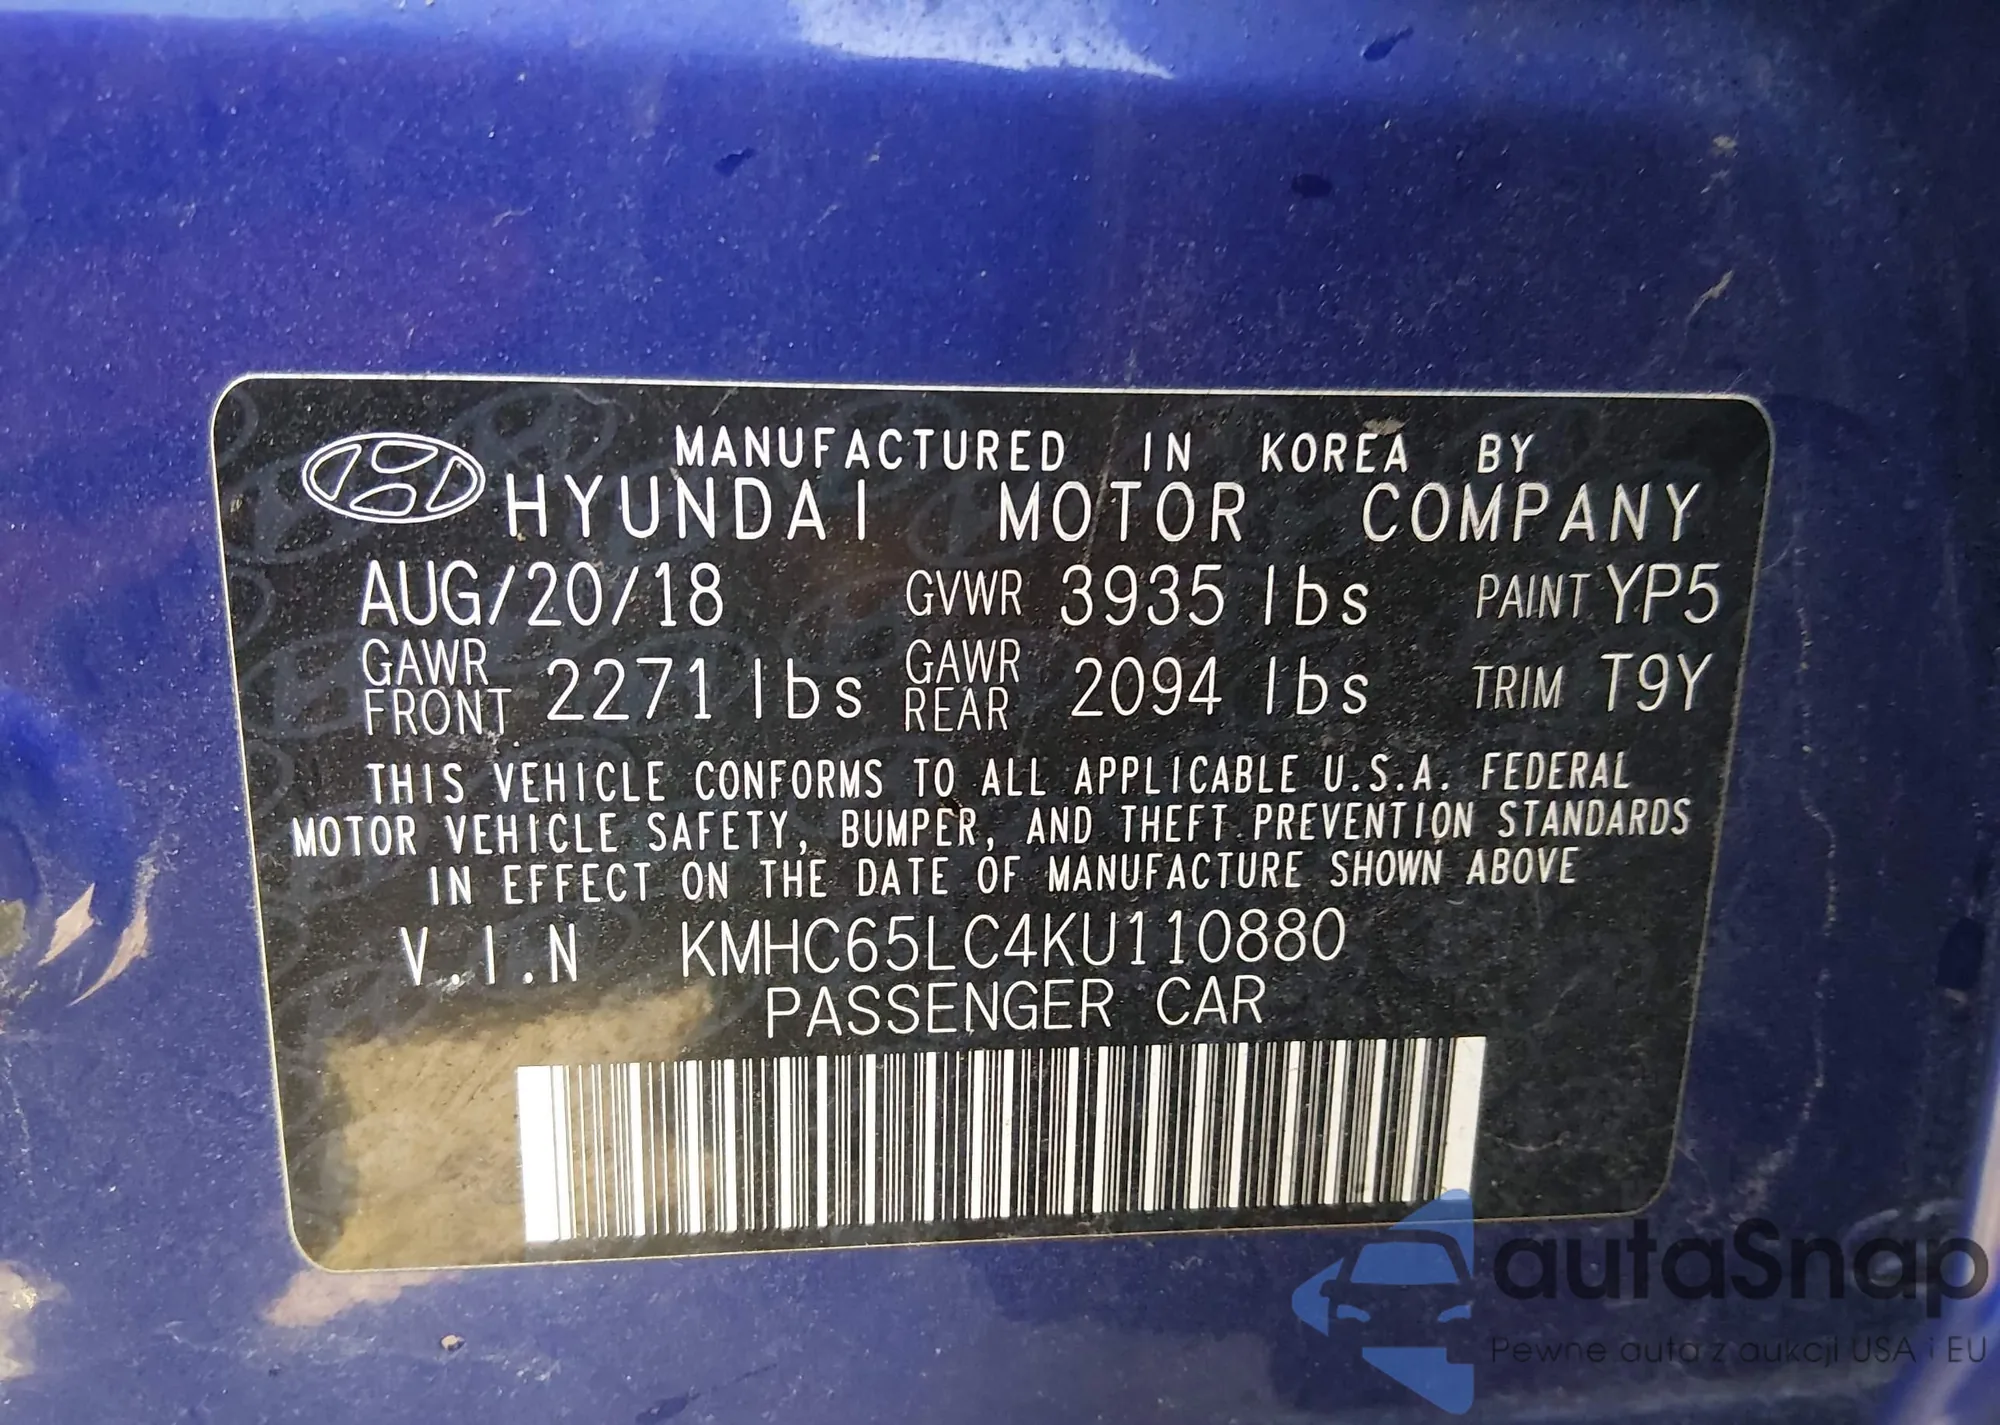 MANUFACTURED IN KOREA BY
HYUNDAI MOTOR COMPANY
AUG/20/18 GVWR 3935 lbs PAINT YP5
GAWR FRONT 2271 lbs GAWR REAR 2094 lbs TRIM T9Y
THIS VEHICLE CONFORMS TO ALL APPLICABLE U.S.A. FEDERAL
MOTOR VEHICLE SAFETY, BUMPER, AND THEFT PREVENTION STANDARDS
IN EFFECT ON THE DATE OF MANUFACTURE SHOWN ABOVE
V.I.N KMHC65LC4KU110880
PASSENGER CAR
autaSnap
Pewne auta z aukcji USA i EU